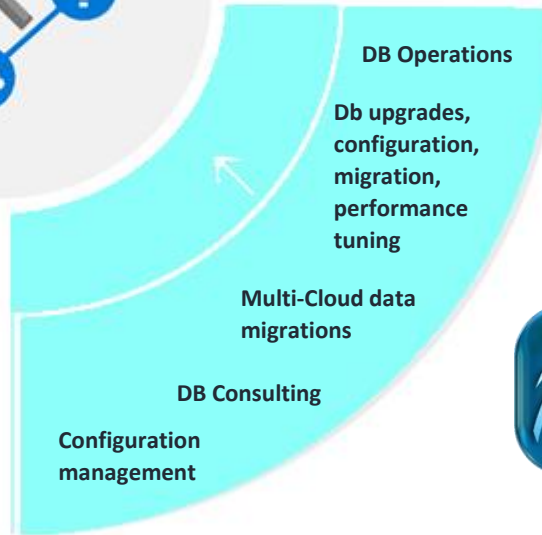 DB Operations
Db upgrades,
configuration,
migration,
performance
tuning
Multi-Cloud data
migrations
DB Consulting
Configuration
management